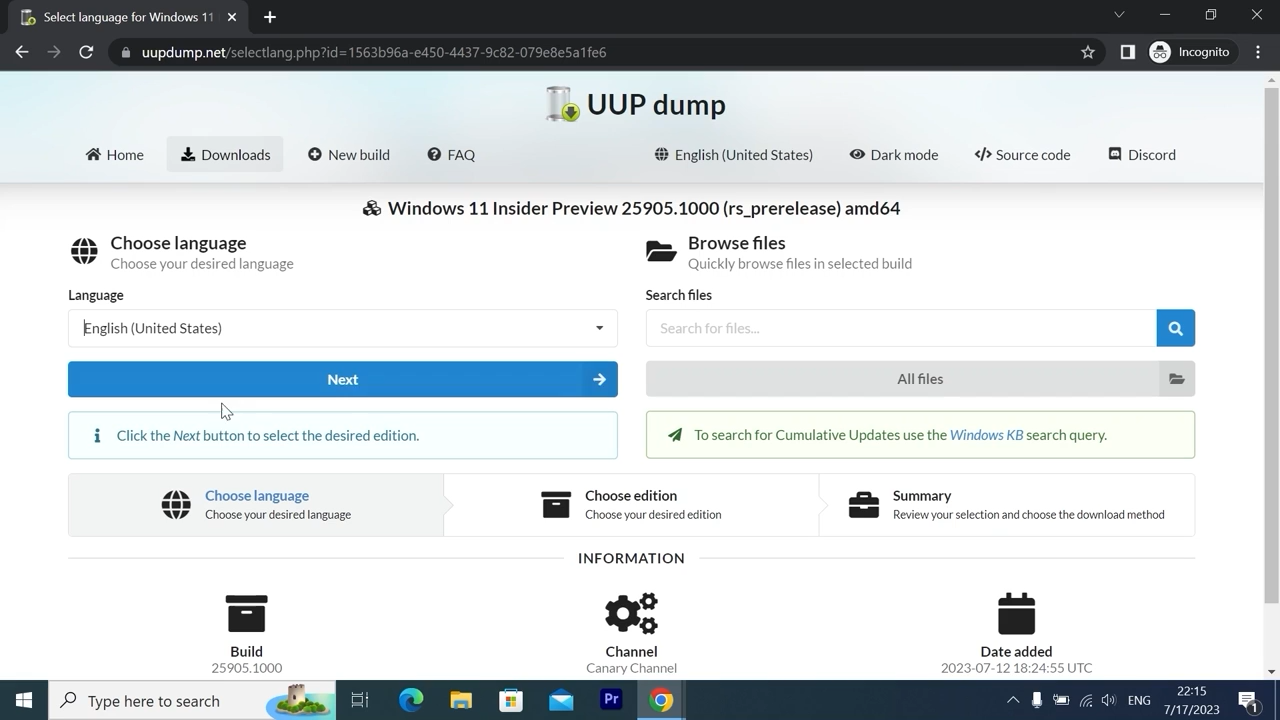 Select language for Windows 11
uupdump.net/selectlang.php?id=1563b96a-e450-4437-9c82-079e8e5a1fe6
Incognito
UUP dump
Home
Downloads
New build
FAQ
English (United States)
Dark mode
Source code
Discord
Windows 11 Insider Preview 25905.1000 (rs_prerelease) amd64
Choose language
Choose your desired language
Browse files
Quickly browse files in selected build
Language
Search files
English (United States)
Search for files...
Next
All files
Click the Next button to select the desired edition.
To search for Cumulative Updates use the Windows KB search query.
Choose language
Choose your desired language
Choose edition
Choose your desired edition
Summary
Review your selection and choose the download method
INFORMATION
Build
25905.1000
Channel
Canary Channel
Date added
2023-07-12 18:24:55 UTC
Type here to search
Pr
ENG
22:15
7/17/2023
1